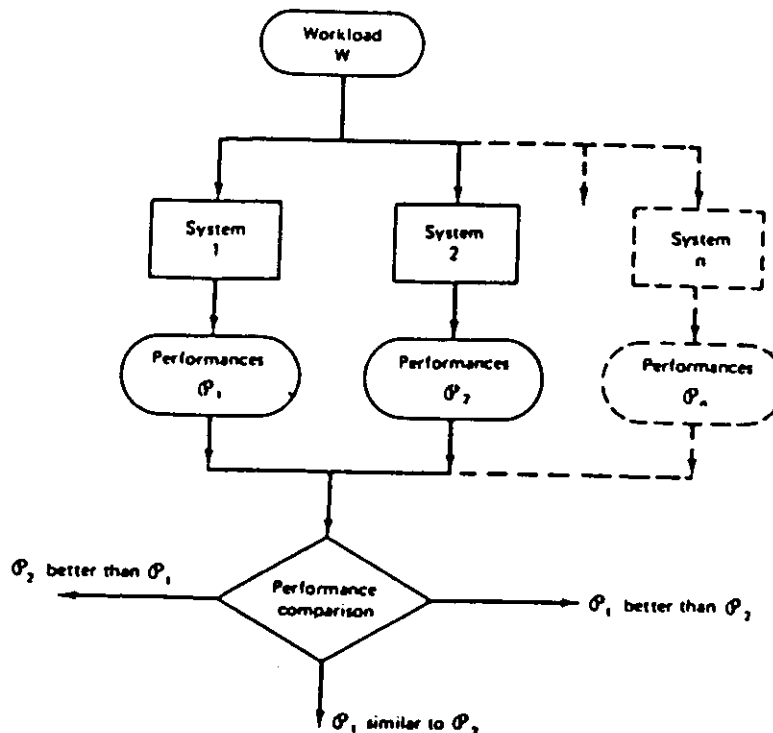 Workload
W
System
1
System
2
System
n
Performances
𝒫₁
Performances
𝒫₂
Performances
𝒫ₙ
𝒫₂ better than 𝒫₁
Performance
comparison
𝒫₁ better than 𝒫₂
𝒫₁ similar to 𝒫₂